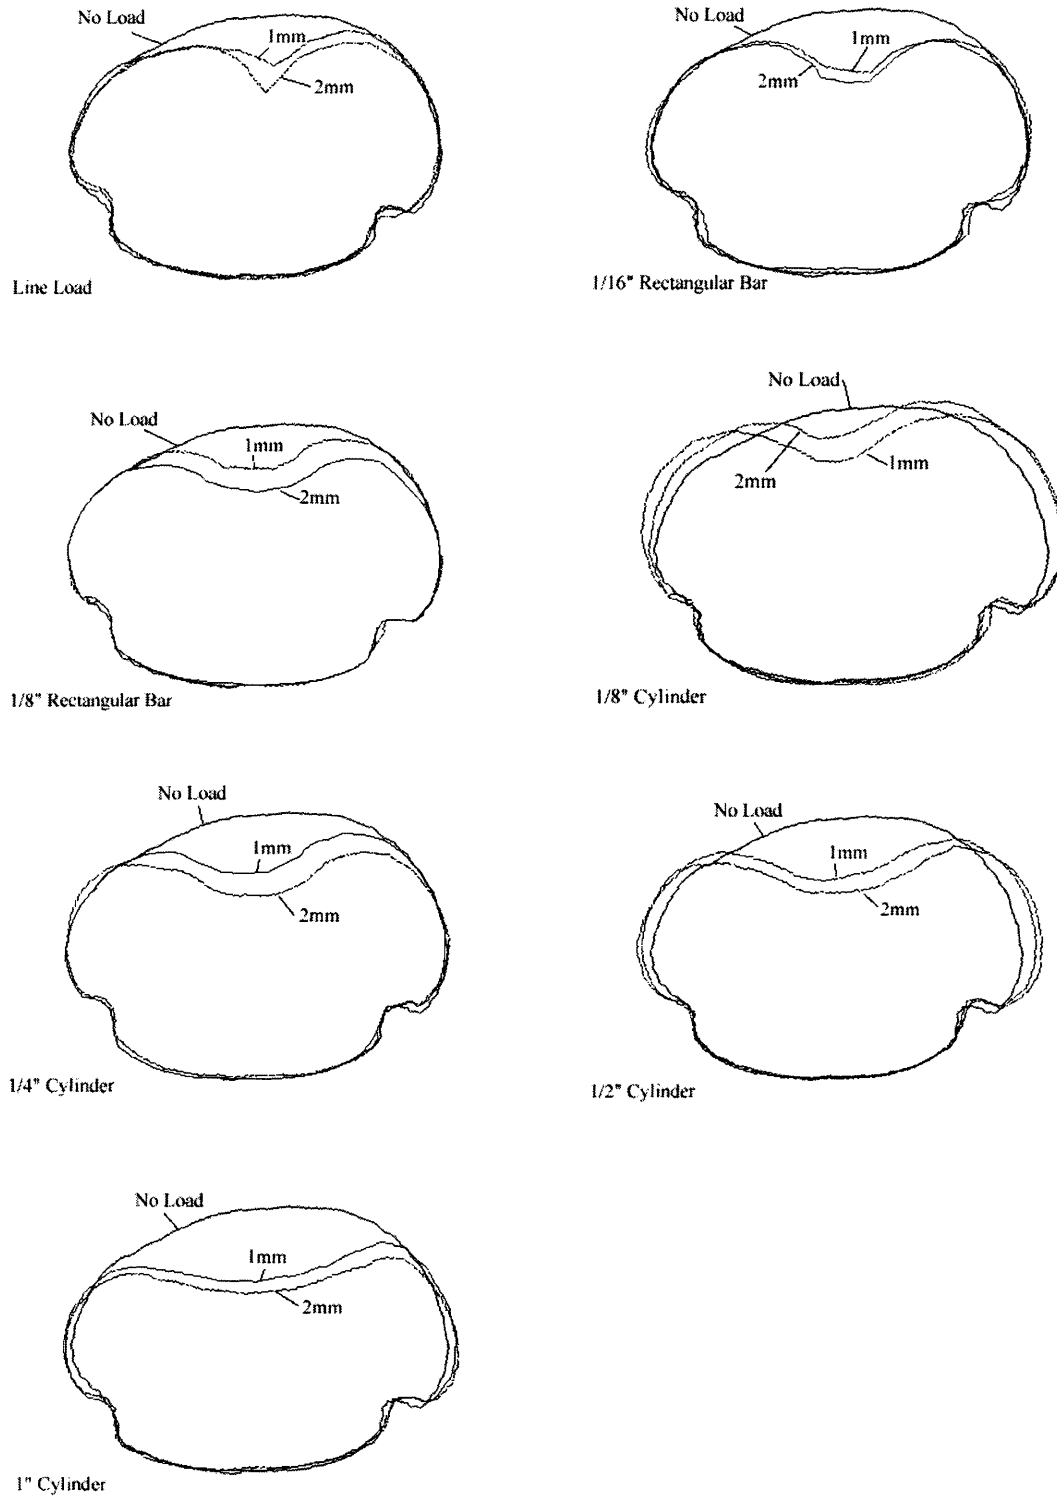 No Load
1mm
2mm
Line Load
No Load
1mm
2mm
1/16" Rectangular Bar
No Load
1mm
2mm
1/8" Rectangular Bar
No Load
1mm
2mm
1/8" Cylinder
No Load
1mm
2mm
1/4" Cylinder
No Load
1mm
2mm
1/2" Cylinder
No Load
1mm
2mm
1" Cylinder